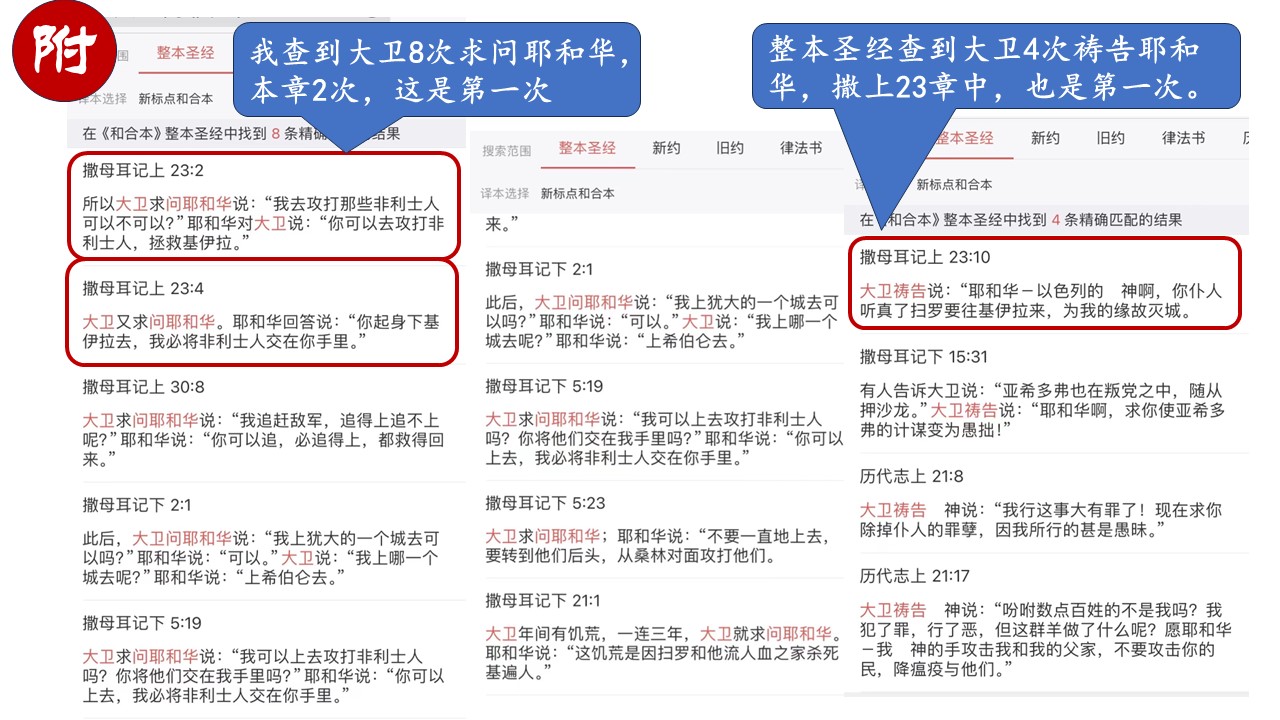 附
围
整本圣经
我查到大卫8次求问耶和华，
本章2次，这是第一次
译本选择 新标点和合本
在《和合本》整本圣经中找到 8 条精确 结果
撒母耳记上 23:2
所以大卫求问耶和华说：“我去攻打那些非利士人
可以不可以？”耶和华对大卫说：“你可以去攻打非
利士人，拯救基伊拉。”
撒母耳记上 23:4
大卫又求问耶和华。耶和华回答说：“你起身下基
伊拉去，我必将非利士人交在你手里。”
撒母耳记上 30:8
大卫求问耶和华说：“我追赶敌军，追得上追不上
呢？”耶和华说：“你可以追，必追得上，都救得回
来。”
撒母耳记下 2:1
此后，大卫问耶和华说：“我上犹大的一个城去可
以吗？”耶和华说：“可以。”大卫说：“我上哪一个
城去呢？”耶和华说：“上希伯仑去。”
撒母耳记下 5:19
大卫求问耶和华说：“我可以上去攻打非利士人
吗？你将他们交在我手里吗？”耶和华说：“你可以
上去，我必将非利士人交在你手里。”
搜索范围 整本圣经 新约 旧约 律法书
译本选择 新标点和合本
来。”
撒母耳记下 2:1
此后，大卫问耶和华说：“我上犹大的一个城去可
以吗？”耶和华说：“可以。”大卫说：“我上哪一个
城去呢？”耶和华说：“上希伯仑去。”
撒母耳记下 5:19
大卫求问耶和华说：“我可以上去攻打非利士人
吗？你将他们交在我手里吗？”耶和华说：“你可以
上去，我必将非利士人交在你手里。”
撒母耳记下 5:23
大卫求问耶和华；耶和华说：“不要一直地上去，
要转到他们后头，从桑林对面攻打他们。
撒母耳记下 21:1
大卫年间有饥荒，一连三年，大卫就求问耶和华。
耶和华说：“这饥荒是因扫罗和他流人血之家杀死
基遍人。”
整本圣经查到大卫4次祷告耶和
华，撒上23章中，也是第一次。
整本圣经 新约 旧约 律法书
新标点和合本
在《和合本》整本圣经中找到 4 条精确匹配的结果
撒母耳记上 23:10
大卫祷告说：“耶和华－以色列的　神啊，你仆人
听真了扫罗要往基伊拉来，为我的缘故灭城。
撒母耳记下 15:31
有人告诉大卫说：“亚希多弗也在叛党之中，随从
押沙龙。”大卫祷告说：“耶和华啊，求你使亚希多
弗的计谋变为愚拙！”
历代志上 21:8
大卫祷告　神说：“我行这事大有罪了！现在求你
除掉仆人的罪孽，因我所行的甚是愚昧。”
历代志上 21:17
大卫祷告　神说：“吩咐数点百姓的不是我吗？我
犯了罪，行了恶，但这群羊做了什么呢？愿耶和华
－我　神的手攻击我和我的父家，不要攻击你的
民，降瘟疫与他们。”